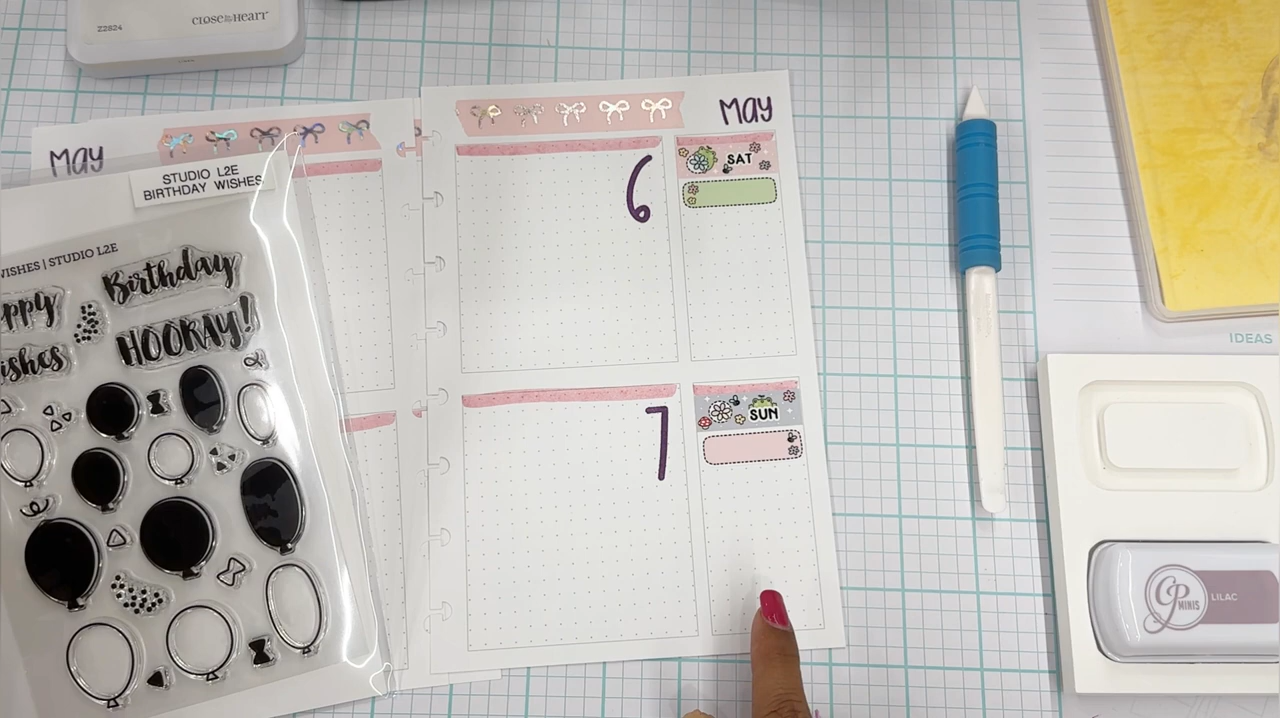 Z2824
CLOSE TO MY HEART
MAY
MAY
6
SAT
7
SUN
STUDIO L2E
BIRTHDAY WISHES
WISHES | STUDIO L2E
Birthday
HOORAY!
IDEAS
CP
MINIS
LILAC